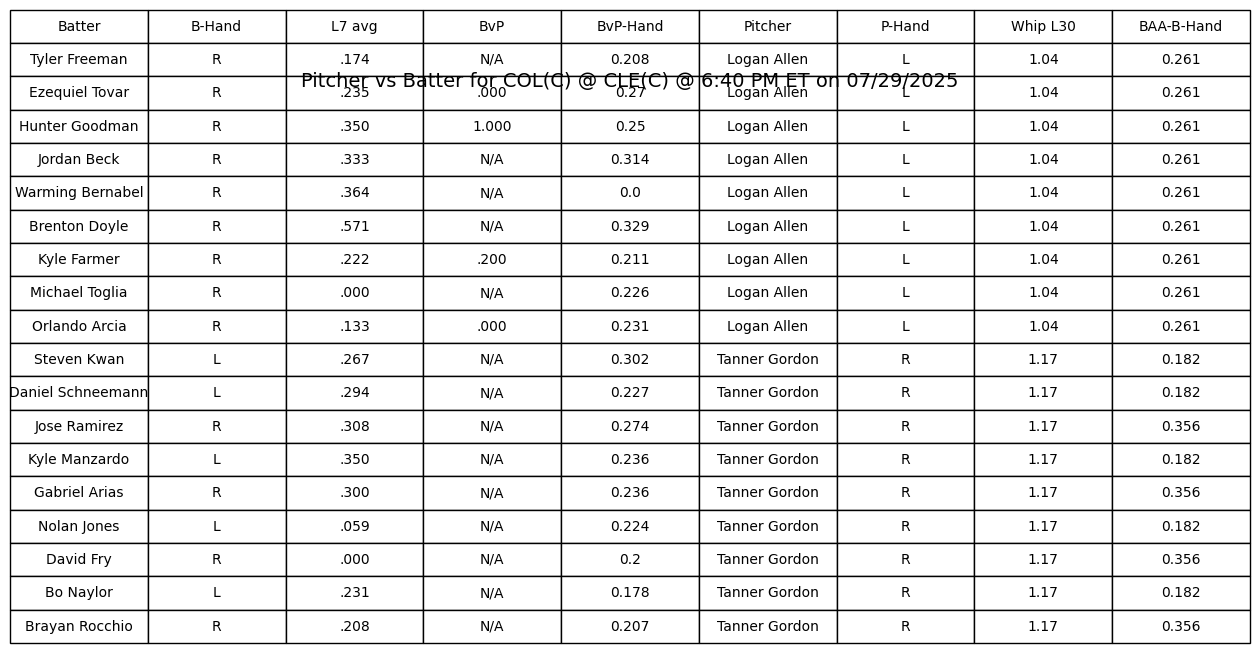 Batter B-Hand L7 avg BvP BvP-Hand Pitcher P-Hand Whip L30 BAA-B-Hand
Tyler Freeman R .174 N/A 0.208 Logan Allen L 1.04 0.261
Pitcher vs Batter for COL(C) @ CLE(C) @ 6:40 PM ET on 07/29/2025
Ezequiel Tovar R .235 .000 0.27 Logan Allen L 1.04 0.261
Hunter Goodman R .350 1.000 0.25 Logan Allen L 1.04 0.261
Jordan Beck R .333 N/A 0.314 Logan Allen L 1.04 0.261
Warming Bernabel R .364 N/A 0.0 Logan Allen L 1.04 0.261
Brenton Doyle R .571 N/A 0.329 Logan Allen L 1.04 0.261
Kyle Farmer R .222 .200 0.211 Logan Allen L 1.04 0.261
Michael Toglia R .000 N/A 0.226 Logan Allen L 1.04 0.261
Orlando Arcia R .133 .000 0.231 Logan Allen L 1.04 0.261
Steven Kwan L .267 N/A 0.302 Tanner Gordon R 1.17 0.182
Daniel Schneemann L .294 N/A 0.227 Tanner Gordon R 1.17 0.182
Jose Ramirez R .308 N/A 0.274 Tanner Gordon R 1.17 0.356
Kyle Manzardo L .350 N/A 0.236 Tanner Gordon R 1.17 0.182
Gabriel Arias R .300 N/A 0.236 Tanner Gordon R 1.17 0.356
Nolan Jones L .059 N/A 0.224 Tanner Gordon R 1.17 0.182
David Fry R .000 N/A 0.2 Tanner Gordon R 1.17 0.356
Bo Naylor L .231 N/A 0.178 Tanner Gordon R 1.17 0.182
Brayan Rocchio R .208 N/A 0.207 Tanner Gordon R 1.17 0.356